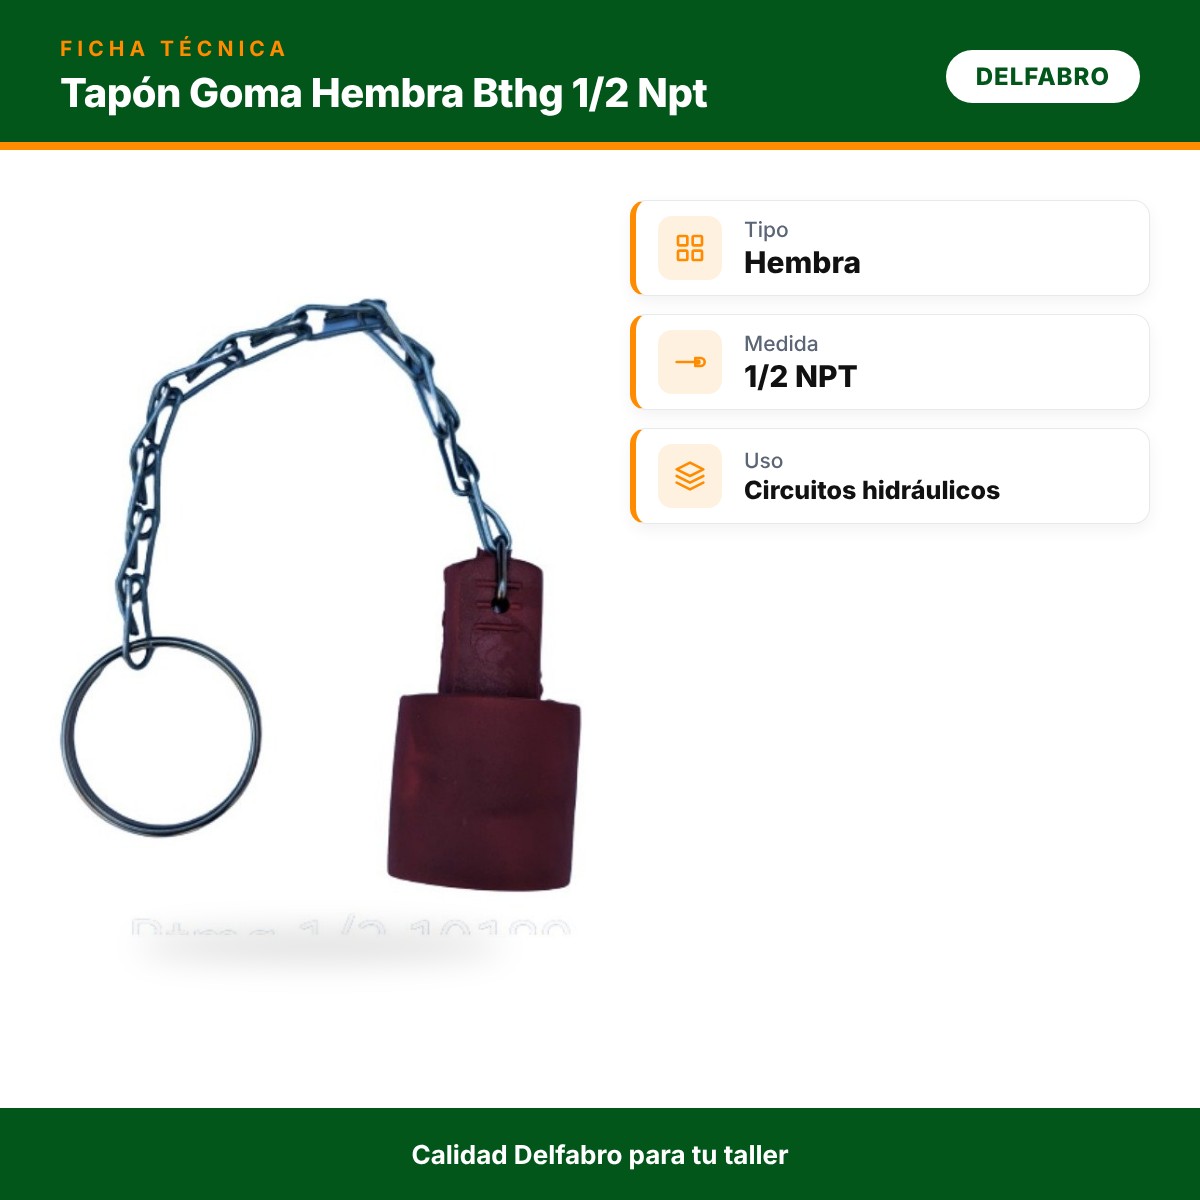 FICHA TÉCNICA
Tapón Goma Hembra Bthg 1/2 Npt
DELFABRO
Tipo
Hembra
Medida
1/2 NPT
Uso
Circuitos hidráulicos
Calidad Delfabro para tu taller